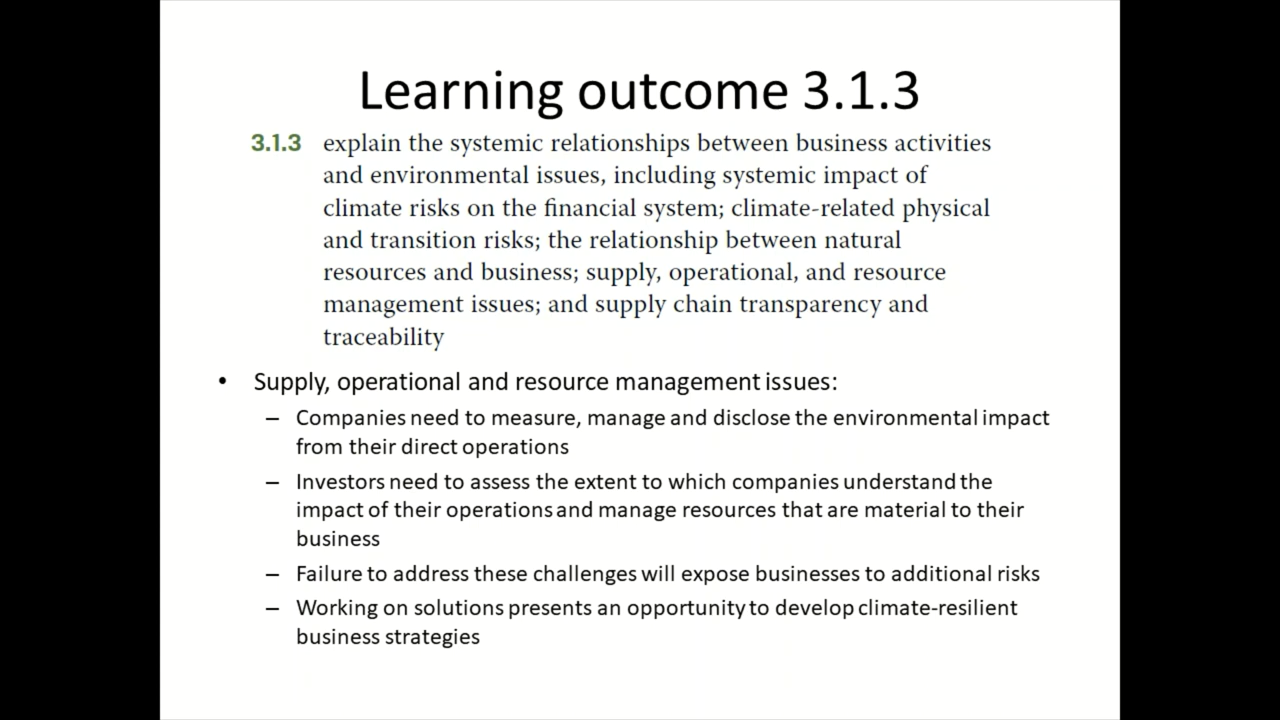 Learning outcome 3.1.3
3.1.3 explain the systemic relationships between business activities
and environmental issues, including systemic impact of
climate risks on the financial system; climate-related physical
and transition risks; the relationship between natural
resources and business; supply, operational, and resource
management issues; and supply chain transparency and
traceability
• Supply, operational and resource management issues:
– Companies need to measure, manage and disclose the environmental impact
from their direct operations
– Investors need to assess the extent to which companies understand the
impact of their operations and manage resources that are material to their
business
– Failure to address these challenges will expose businesses to additional risks
– Working on solutions presents an opportunity to develop climate-resilient
business strategies